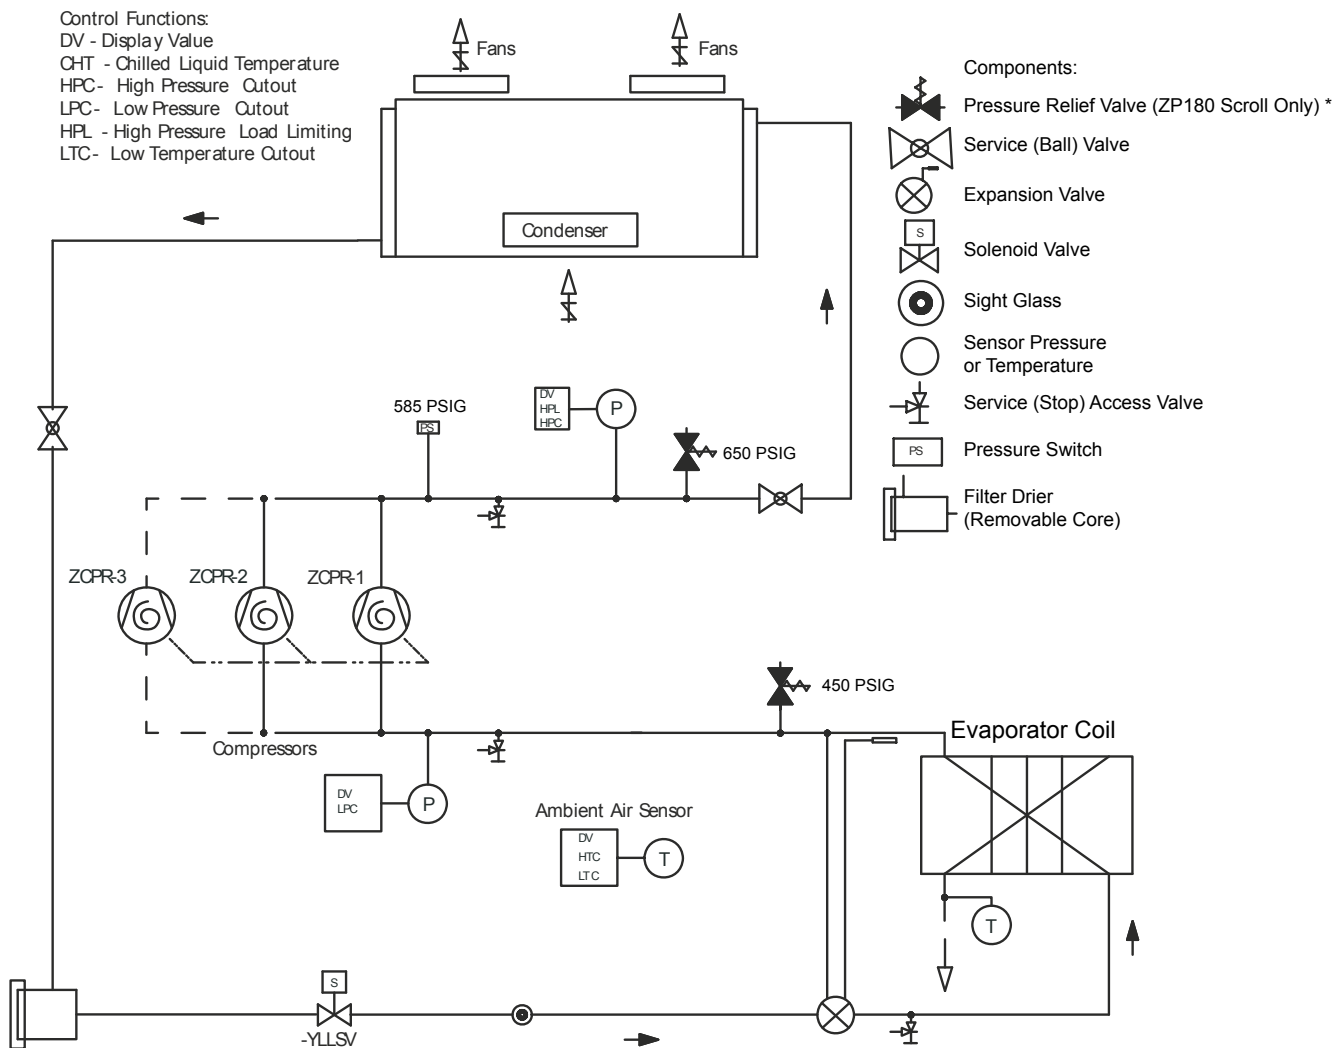 Control Functions:
DV - Display Value
CHT - Chilled Liquid Temperature
HPC- High Pressure Cutout
LPC- Low Pressure Cutout
HPL - High Pressure Load Limiting
LTC- Low Temperature Cutout
Fans
Fans
Condenser
Components:
Pressure Relief Valve (ZP180 Scroll Only) *
Service (Ball) Valve
Expansion Valve
S
Solenoid Valve
Sight Glass
Sensor Pressure
or Temperature
Service (Stop) Access Valve
PS
Pressure Switch
Filter Drier
(Removable Core)
585 PSIG
PS
DV
HPL
HPC
P
650 PSIG
ZCPR-3
ZCPR-2
ZCPR-1
450 PSIG
Compressors
Evaporator Coil
DV
LPC
P
Ambient Air Sensor
DV
HTC
LTC
T
T
S
-YLLSV